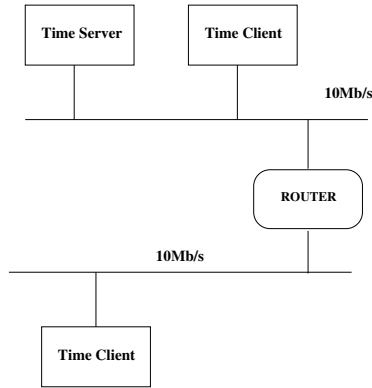 Time Server
Time Client
10Mb/s
ROUTER
10Mb/s
Time Client